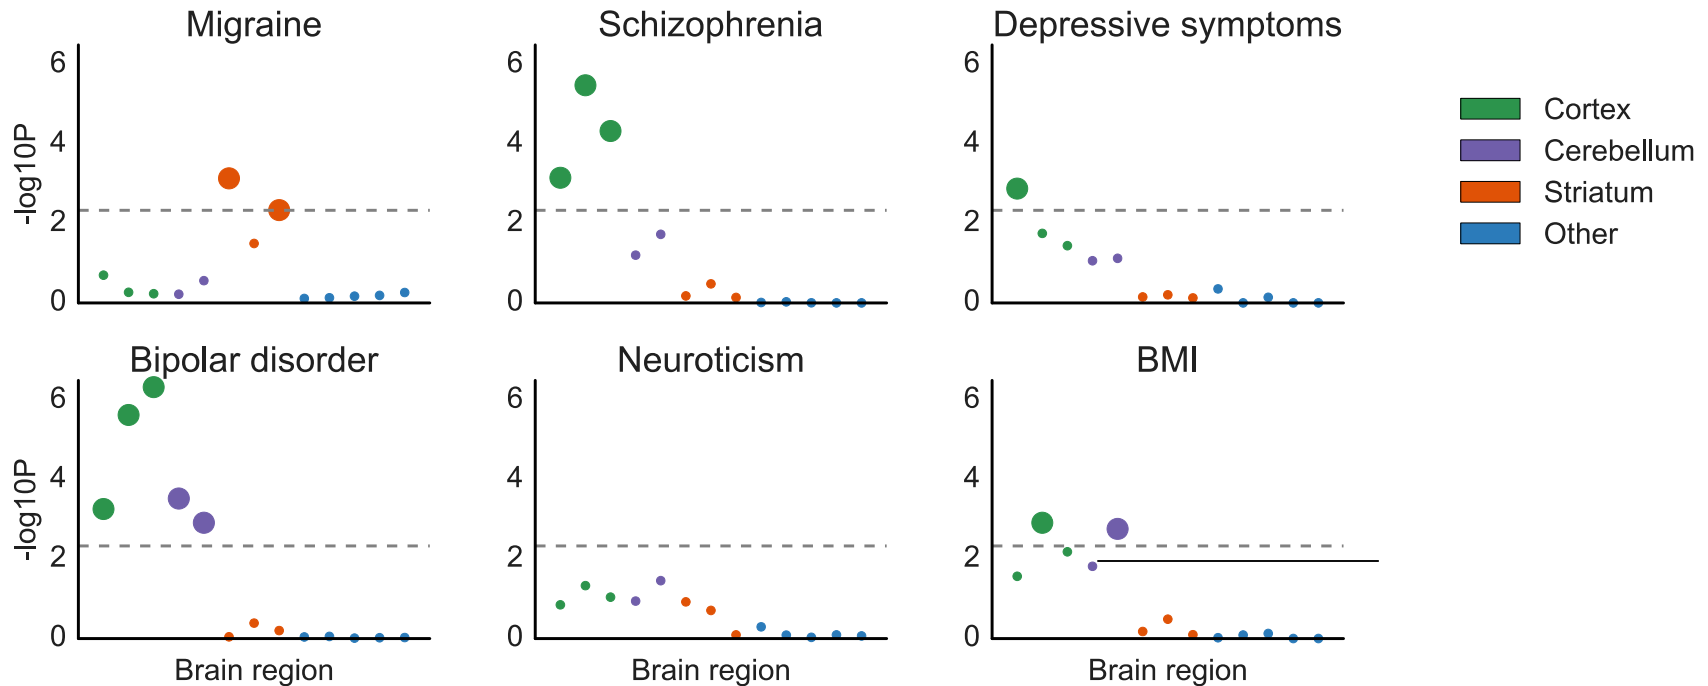 Migraine
Schizophrenia
Depressive symptoms
6
4
2
0
-log10P
6
4
2
0
6
4
2
0
Cortex
Cerebellum
Striatum
Other
Bipolar disorder
Neuroticism
BMI
6
4
2
0
-log10P
6
4
2
0
6
4
2
0
Brain region
Brain region
Brain region